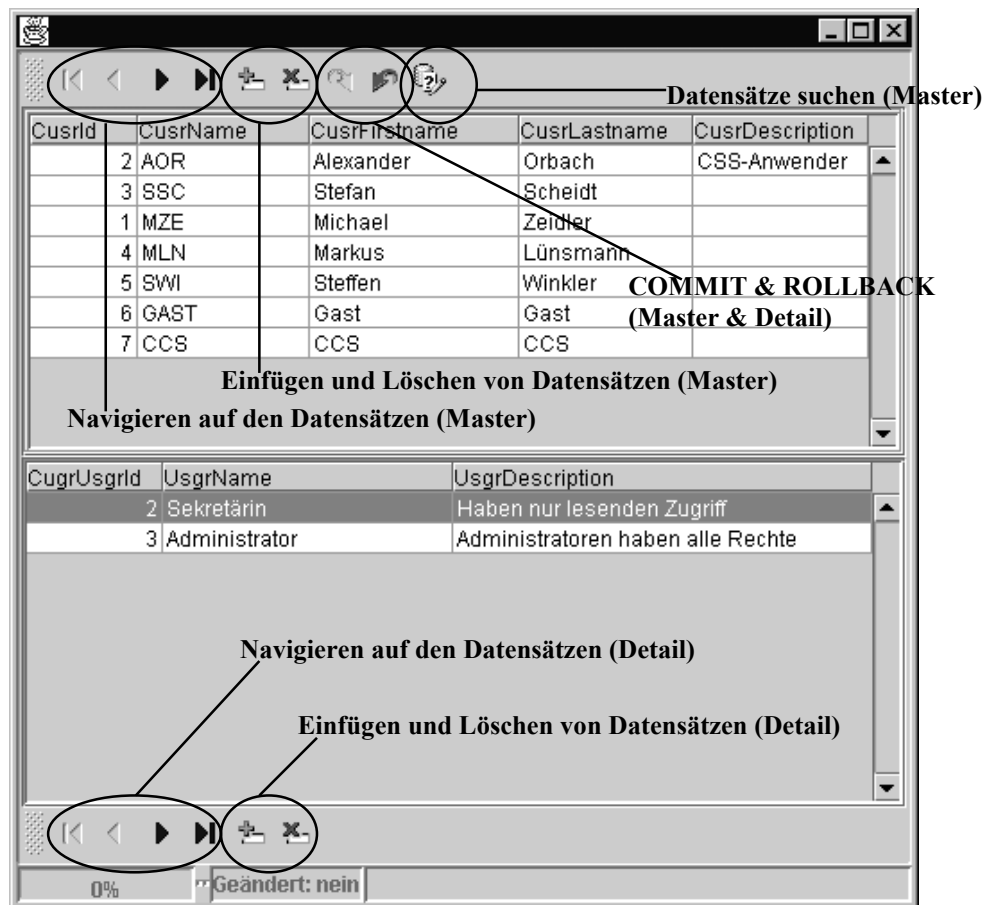 Datensätze suchen (Master)
CusrId CusrName CusrFirstname CusrLastname CusrDescription
2 AOR Alexander Orbach CSS-Anwender
3 SSC Stefan Scheidt
1 MZE Michael Zeidler
4 MLN Markus Lünsmann
5 SWI Steffen Winkler
6 GAST Gast Gast
7 CCS CCS CCS
COMMIT & ROLLBACK
(Master & Detail)
Einfügen und Löschen von Datensätzen (Master)
Navigieren auf den Datensätzen (Master)
CugrUsgrId UsgrName UsgrDescription
2 Sekretärin Haben nur lesenden Zugriff
3 Administrator Administratoren haben alle Rechte
Navigieren auf den Datensätzen (Detail)
Einfügen und Löschen von Datensätzen (Detail)
0% Geändert: nein